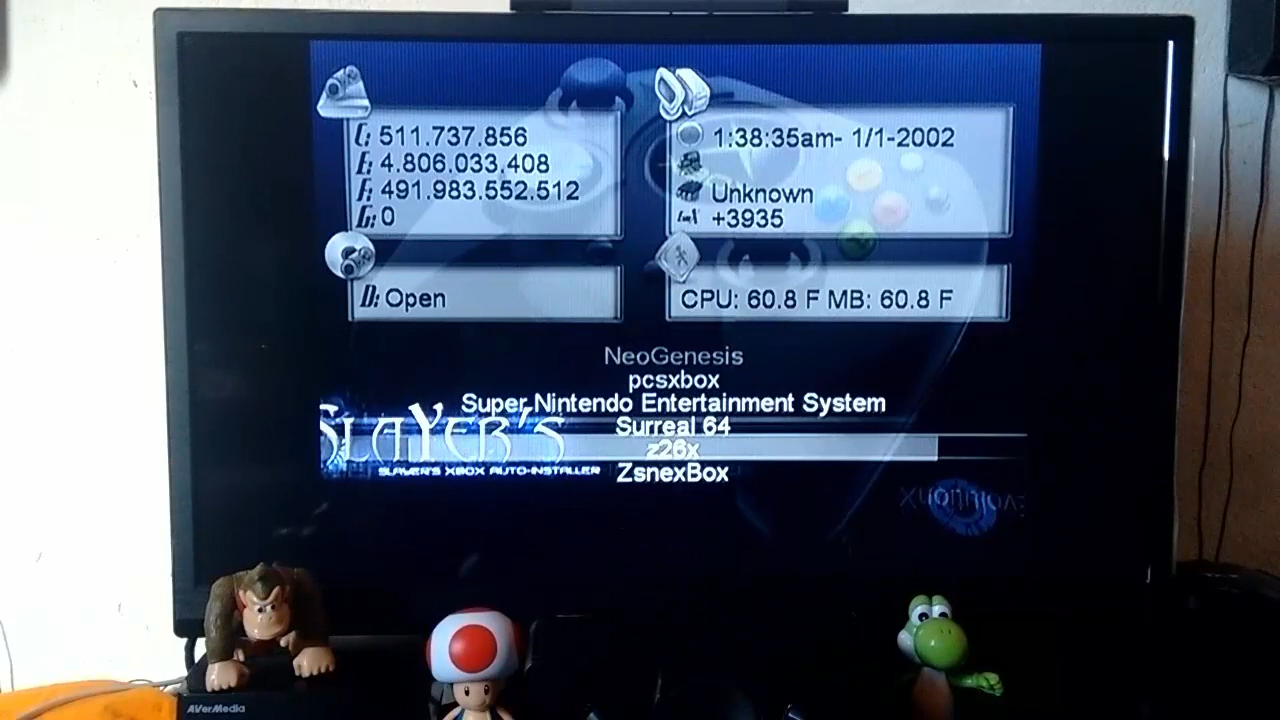 C: 511.737.856
E: 4.806.033.408
F: 491.983.552.512
G: 0
1:38:35am- 1/1-2002
Unknown
+3935
D: Open
CPU: 60.8 F MB: 60.8 F
NeoGenesis
pcsxbox
Super Nintendo Entertainment System
Surreal 64
z26x
ZsnexBox
SLAYER'S
SLAYER'S XBOX AUTO-INSTALLER
AVerMedia